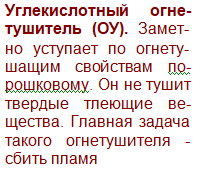 Углекислотный огне-
тушитель (ОУ). Замет-
но уступает по огнету-
шащим свойствам по-
рошковому. Он не тушит
твердые тлеющие ве-
щества. Главная задача
такого огнетушителя -
сбить пламя